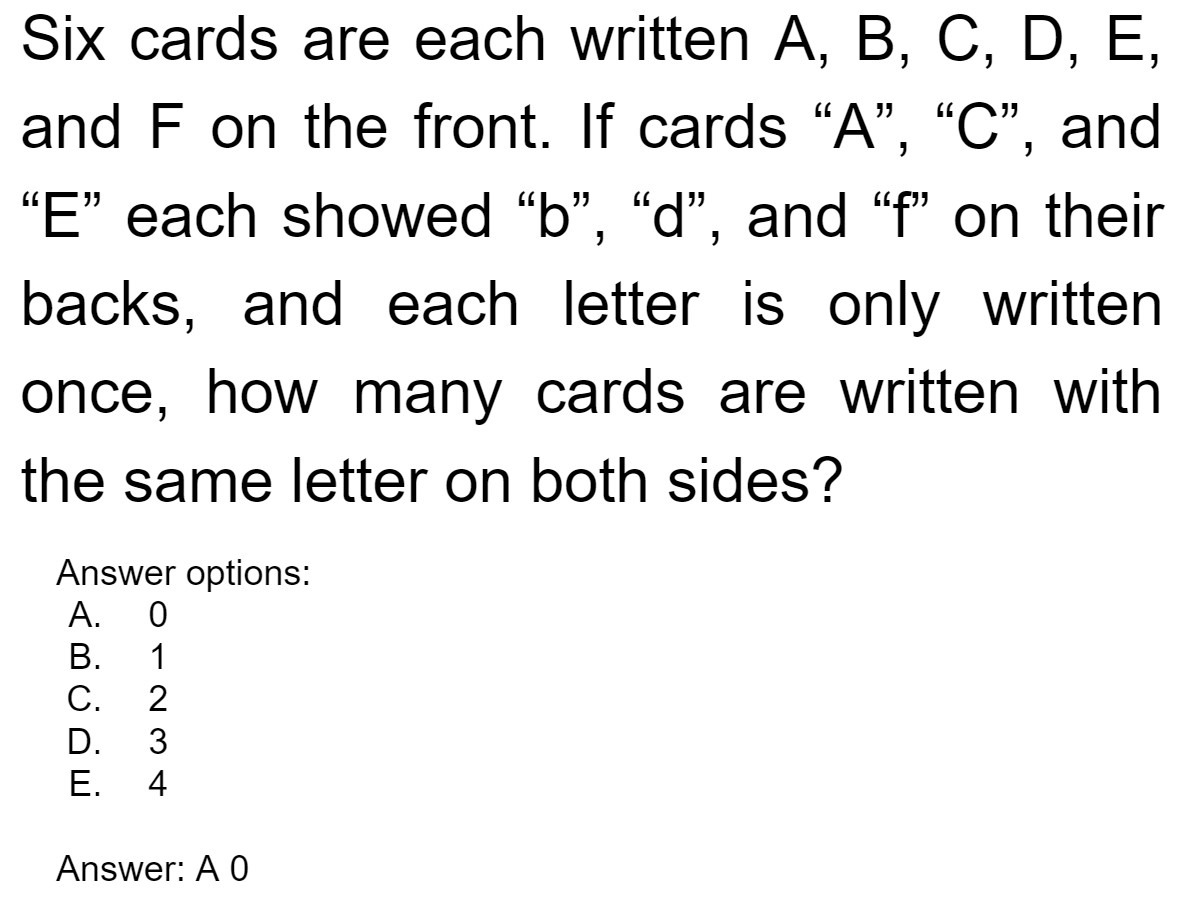 Six cards are each written A, B, C, D, E,
and F on the front. If cards “A”, “C”, and
“E” each showed “b”, “d”, and “f” on their
backs, and each letter is only written
once, how many cards are written with
the same letter on both sides?
Answer options:
A. 0
B. 1
C. 2
D. 3
E. 4
Answer: A 0